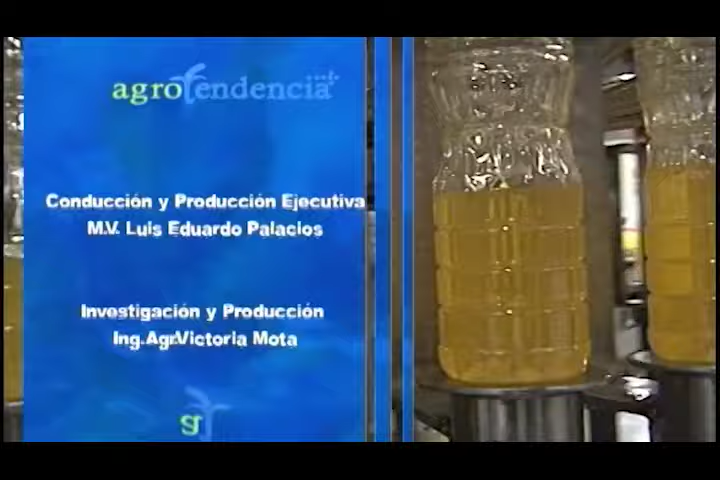 agrotendencia
Conducción y Producción Ejecutiva
M.V. Luis Eduardo Palacios
Investigación y Producción
Ing.Agr.Victoria Mota